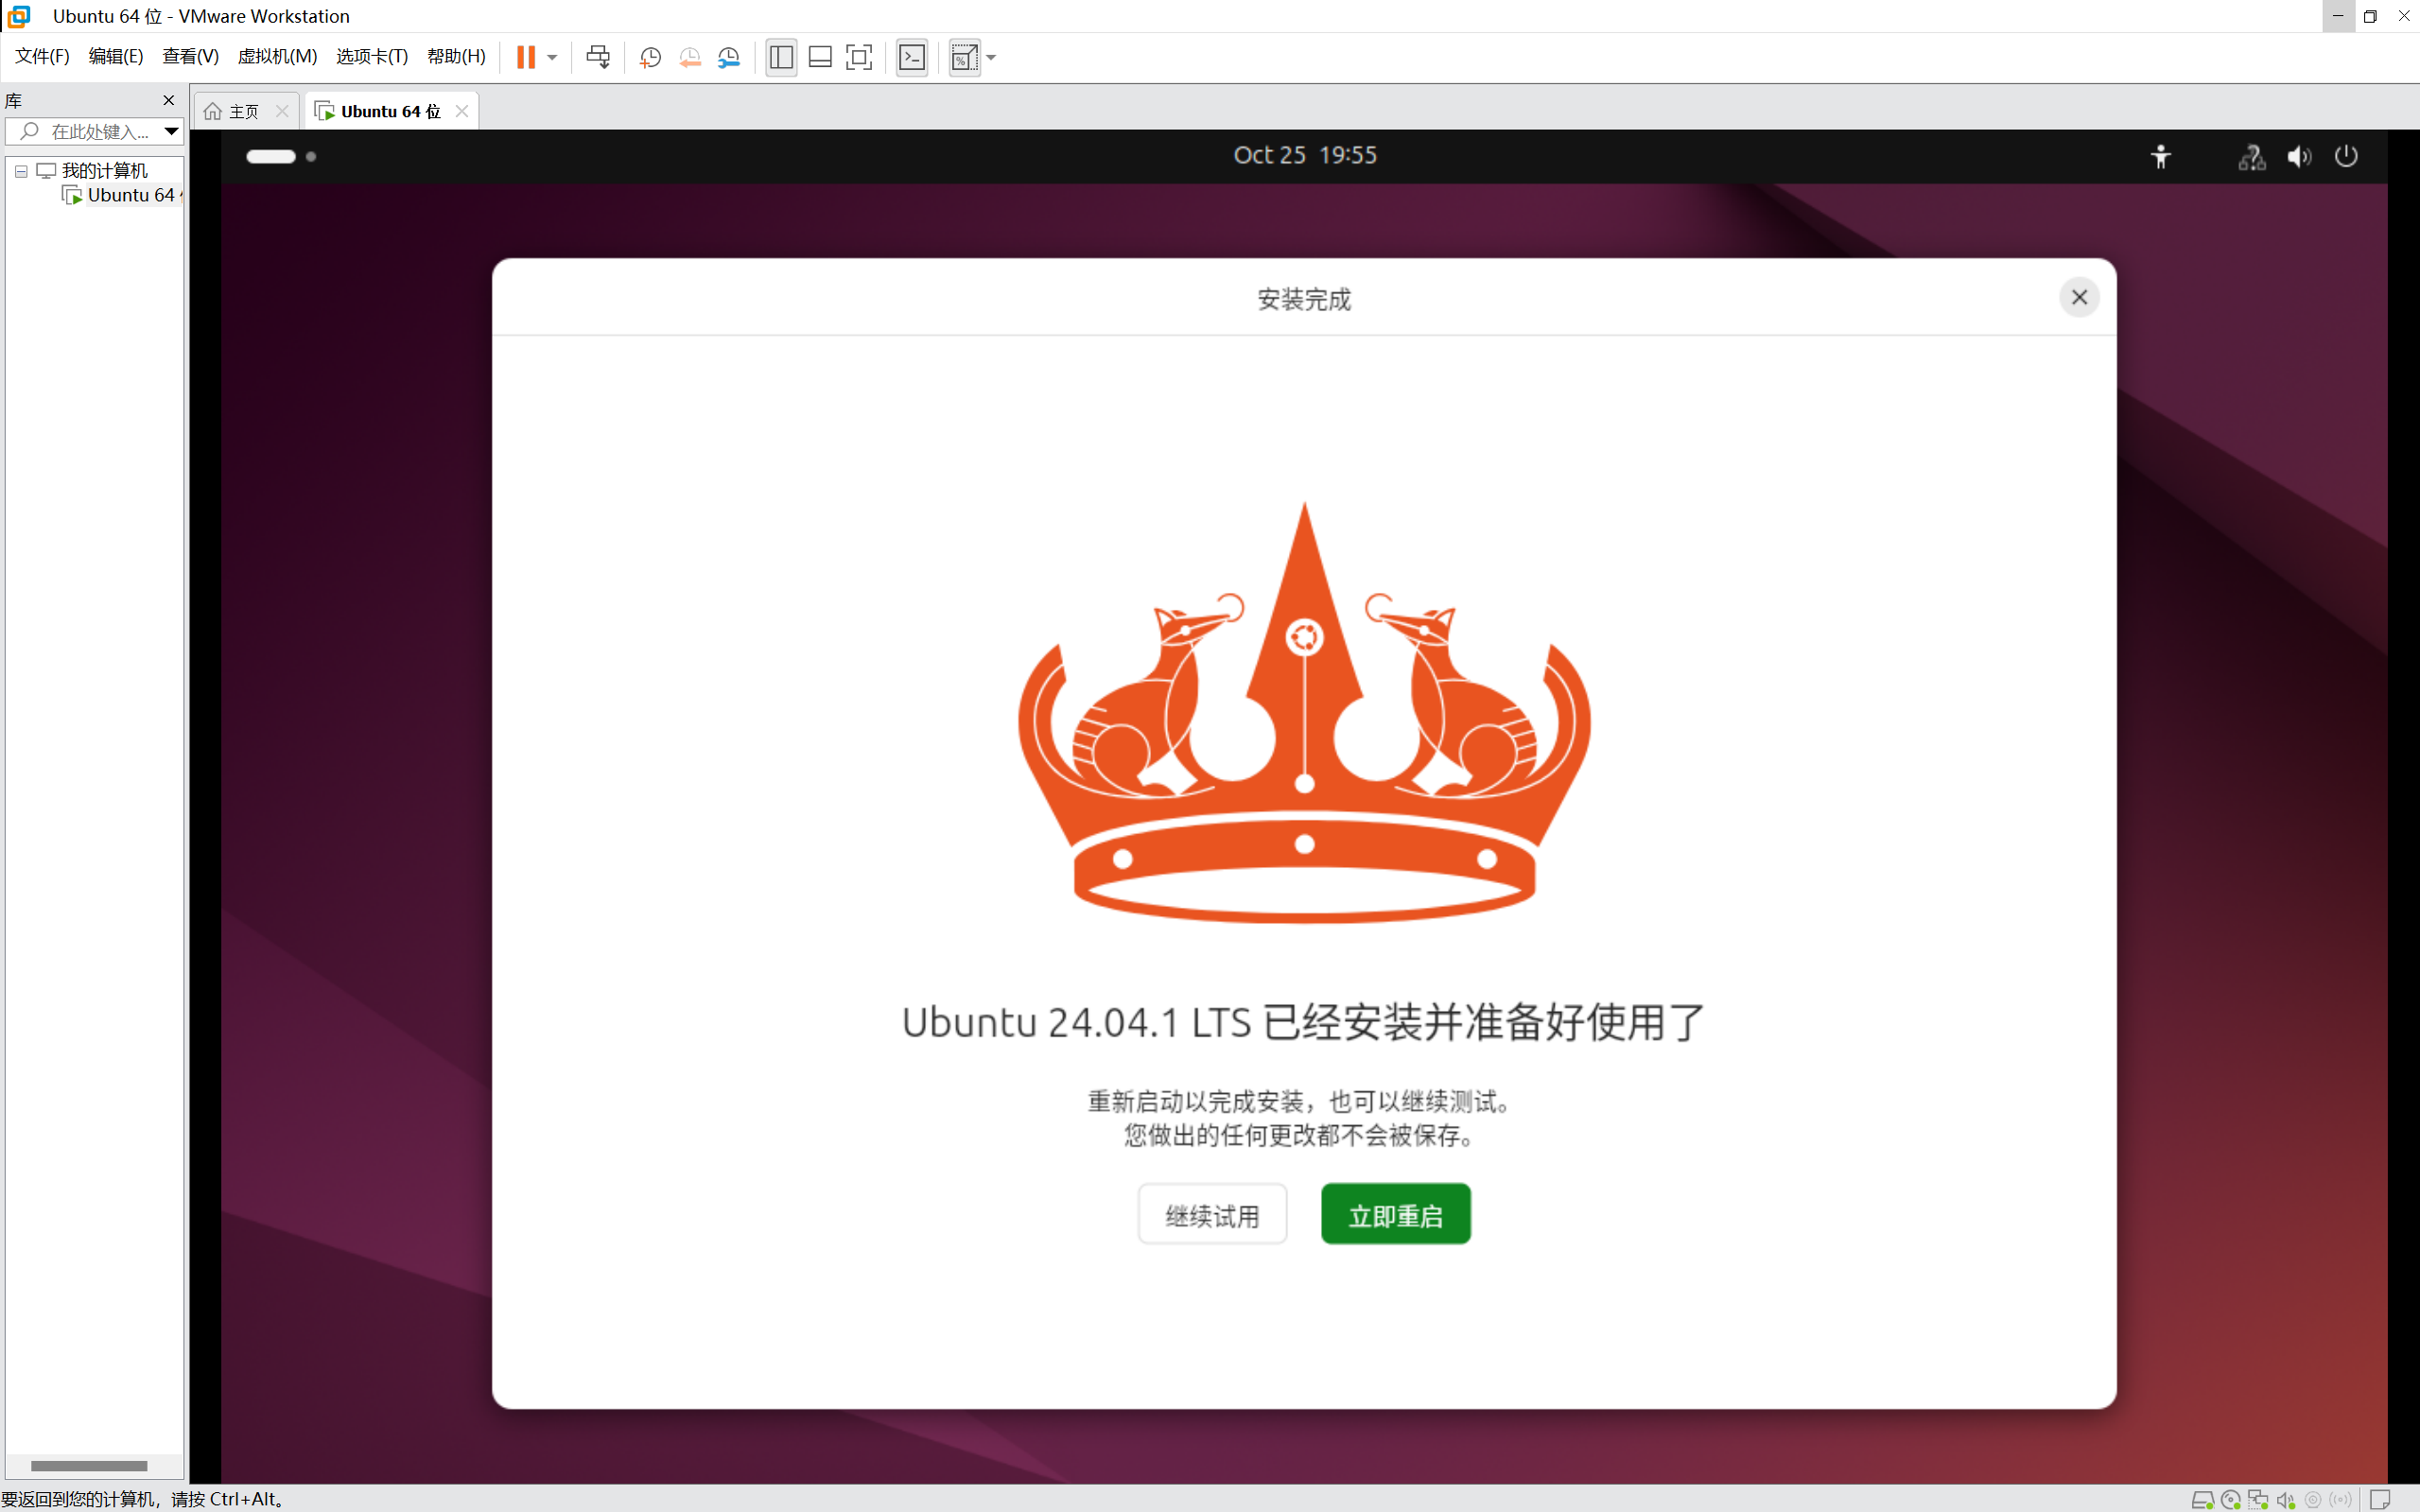 Ubuntu 64 位 - VMware Workstation
文件(F) 编辑(E) 查看(V) 虚拟机(M) 选项卡(T) 帮助(H)
库
主页
Ubuntu 64 位
在此处键入...
我的计算机
Ubuntu 64
Oct 25 19:55
安装完成
Ubuntu 24.04.1 LTS 已经安装并准备好使用了
重新启动以完成安装，也可以继续测试。
您做出的任何更改都不会被保存。
继续试用
立即重启
要返回到您的计算机，请按 Ctrl+Alt。